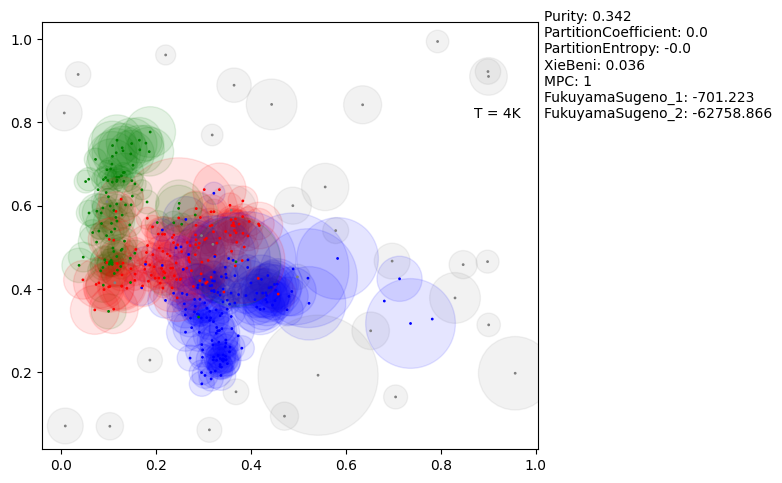 Purity: 0.342
PartitionCoefficient: 0.0
PartitionEntropy: -0.0
XieBeni: 0.036
MPC: 1
FukuyamaSugeno_1: -701.223
FukuyamaSugeno_2: -62758.866
T = 4K
1.0
0.8
0.6
0.4
0.2
0.0 0.2 0.4 0.6 0.8 1.0